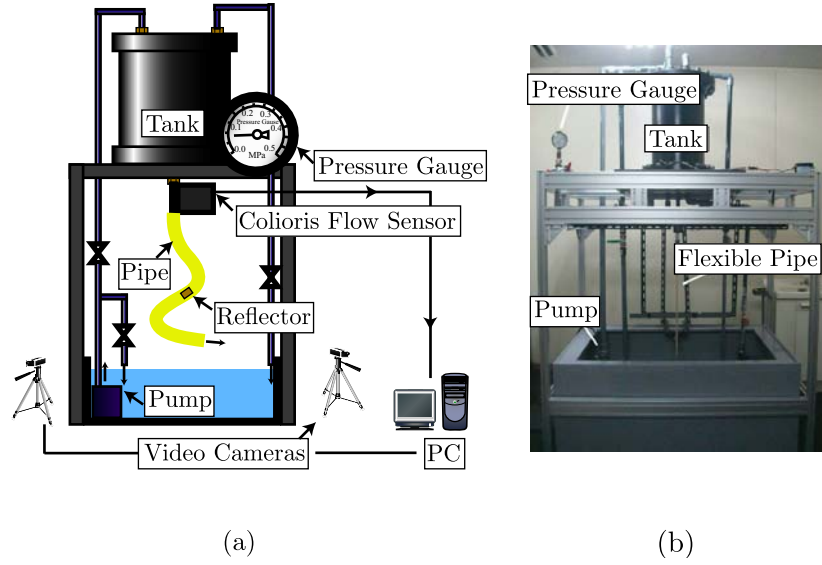 Tank
0.0
0.1
0.2
0.3
0.4
0.5
Pressure Gause
MPa
Pressure Gauge
Colioris Flow Sensor
Pipe
Reflector
Pump
Video Cameras
PC
(a)
Pressure Gauge
Tank
Flexible Pipe
Pump
(b)